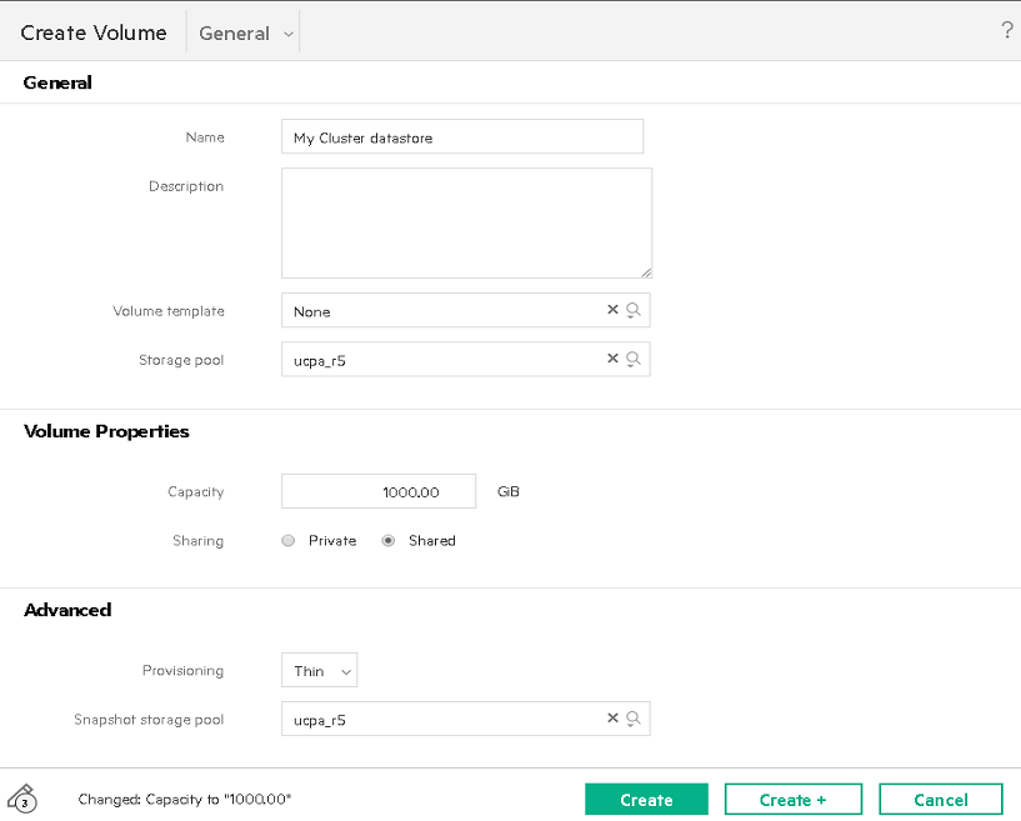 Create Volume General ?
General
Name My Cluster datastore
Description
Volume template None
Storage pool ucpa_r5
Volume Properties
Capacity 1000.00 GiB
Sharing Private Shared
Advanced
Provisioning Thin
Snapshot storage pool ucpa_r5
3 Changed: Capacity to "1000.00" Create Create + Cancel